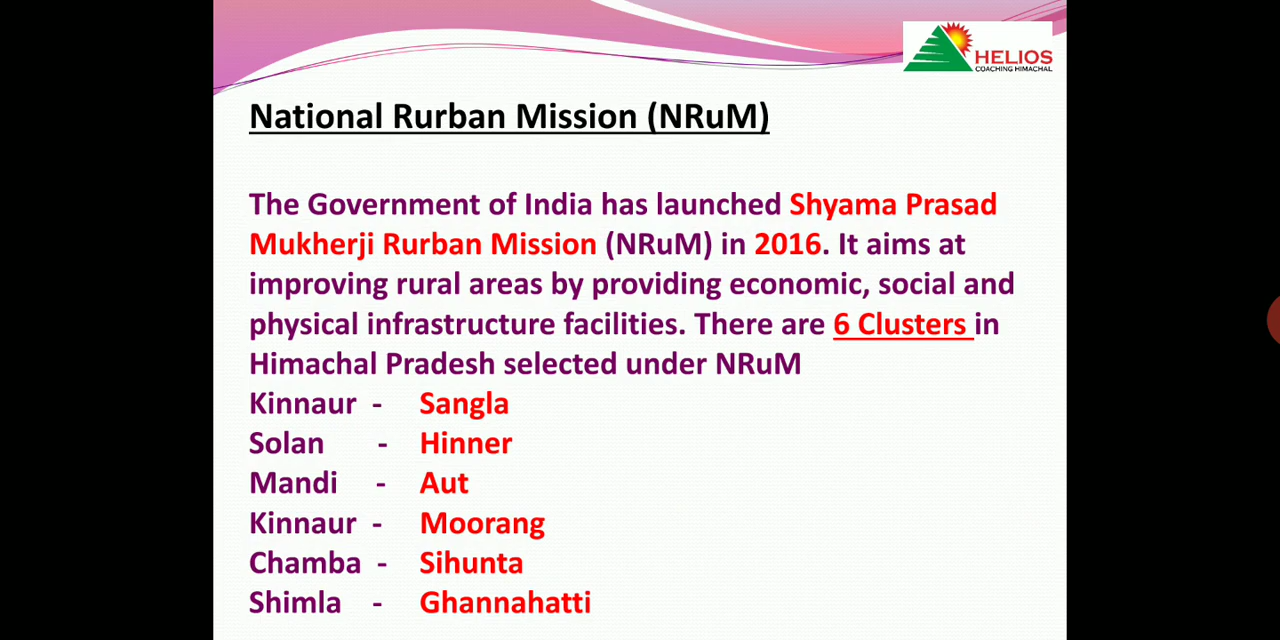 HELIOS
COACHING HIMACHAL
National Rurban Mission (NRuM)
The Government of India has launched Shyama Prasad
Mukherji Rurban Mission (NRuM) in 2016. It aims at
improving rural areas by providing economic, social and
physical infrastructure facilities. There are 6 Clusters in
Himachal Pradesh selected under NRuM
Kinnaur - Sangla
Solan - Hinner
Mandi - Aut
Kinnaur - Moorang
Chamba - Sihunta
Shimla - Ghannahatti